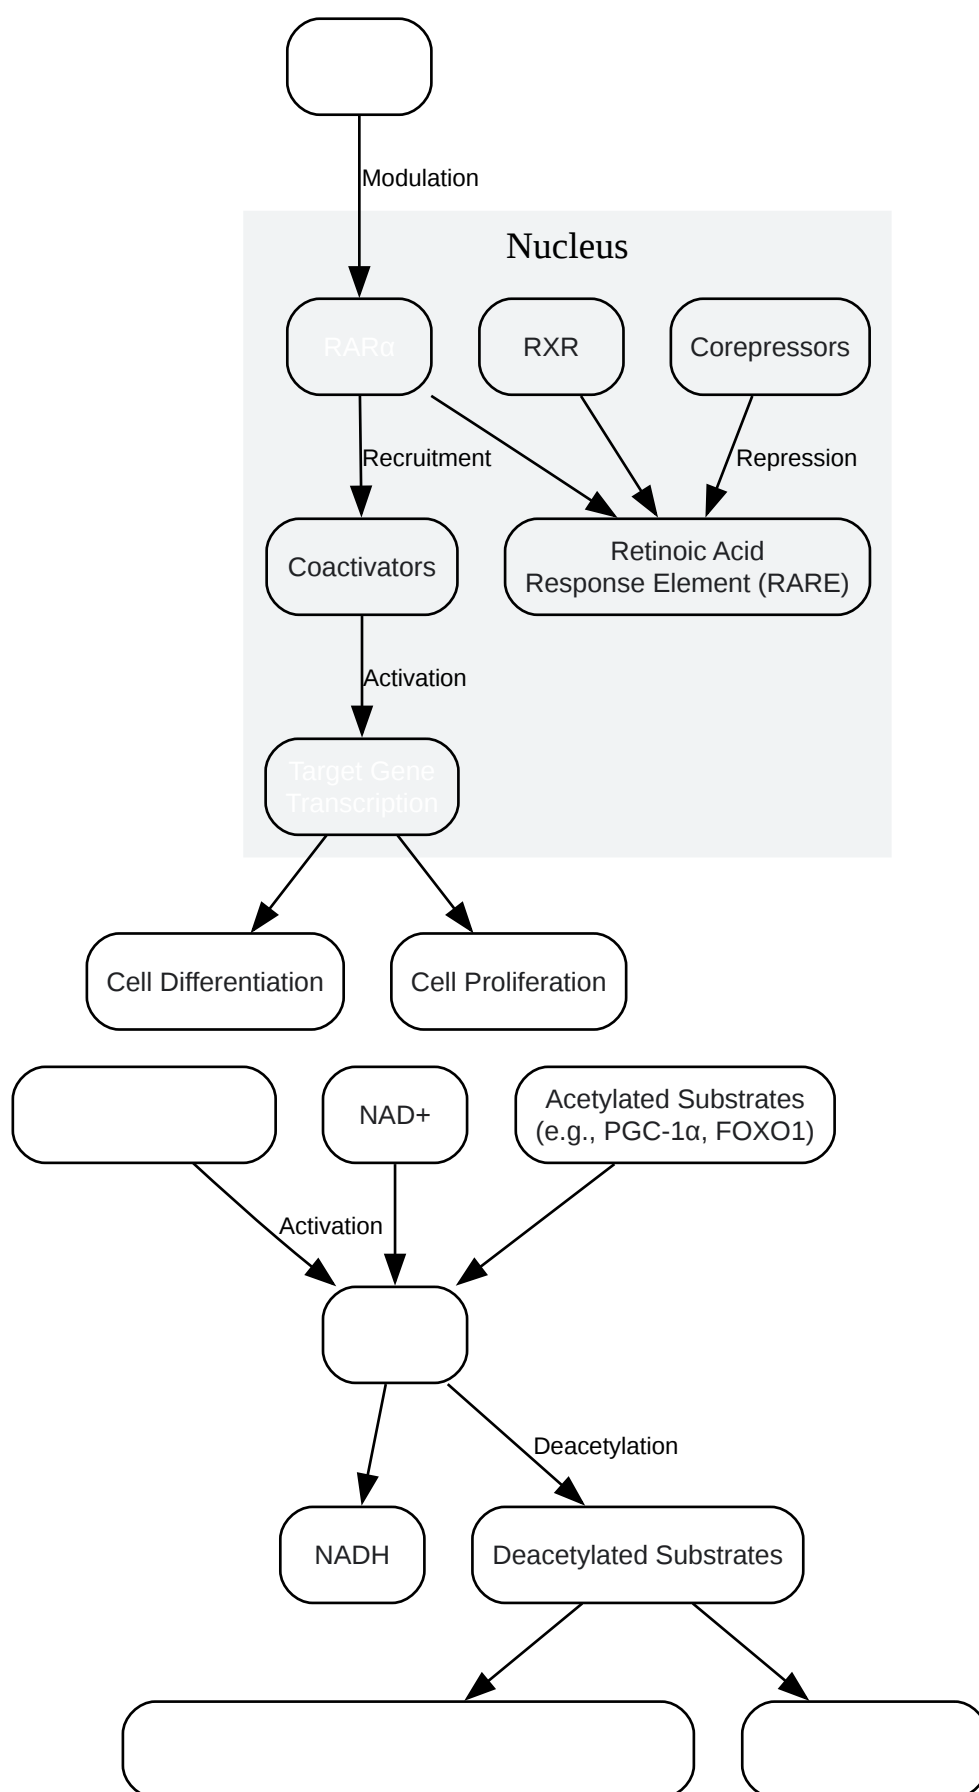 Modulation
Nucleus
RARα
RXR
Corepressors
Recruitment
Repression
Coactivators
Retinoic Acid
Response Element (RARE)
Activation
Target Gene
Transcription
Cell Differentiation
Cell Proliferation
NAD+
Acetylated Substrates
(e.g., PGC-1α, FOXO1)
Activation
Deacetylation
NADH
Deacetylated Substrates